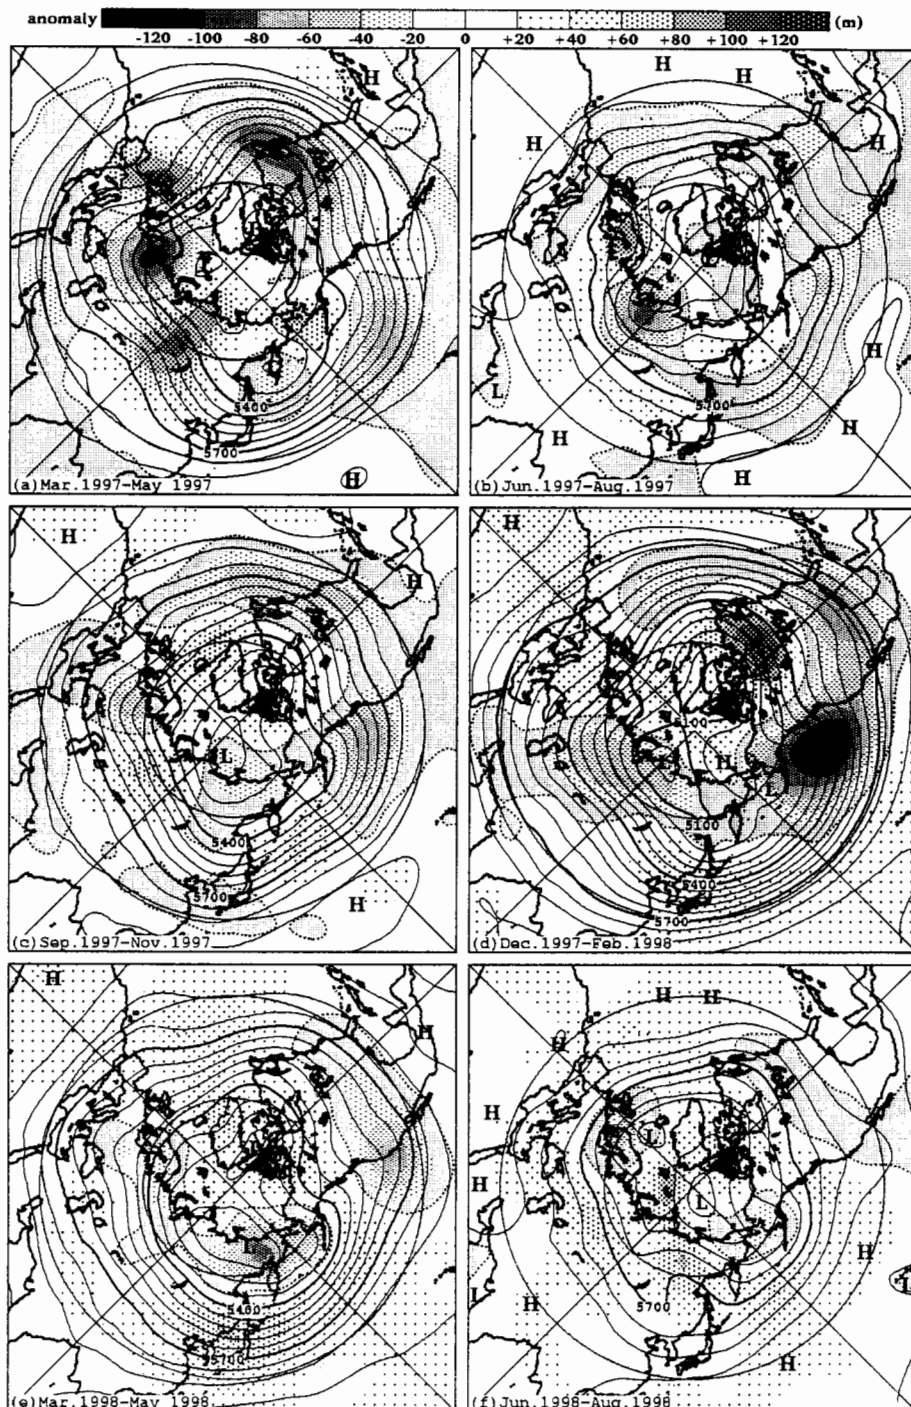 anomaly (m)
-120 -100 -80 -60 -40 -20 0 +20 +40 +60 +80 +100 +120
H
H H
H
H
H
5400
5700
H
L
H
H
H
5700
H
(a)Mar.1997-May 1997
(b)Jun.1997-Aug.1997
H
H
H
L
5400
5700
H
5100
H
L
5100
5400
5700
(c)Sep.1997-Nov.1997
(d)Dec.1997-Feb.1998
H
H H
H
H
H
L
H
L
L
H
L
5400
5700
L
H
5700
H
(e)Mar.1998-May 1998
(f)Jun.1998-Aug.1998